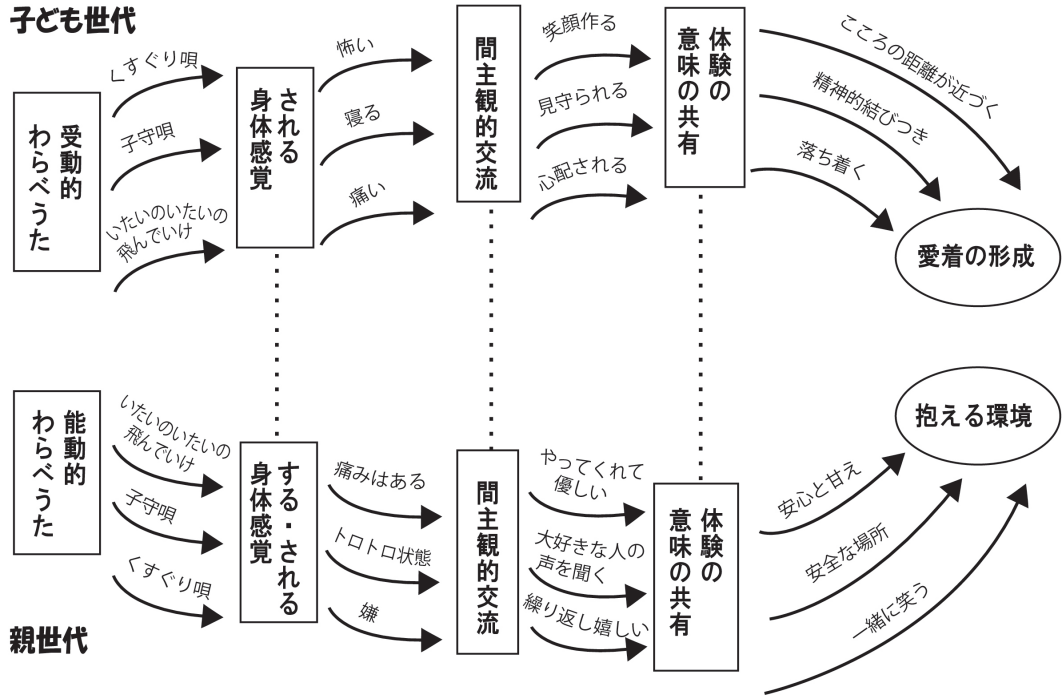 子ども世代
受動的
わらべうた
くすぐり唄
子守唄
いたいのいたいの
飛んでいけ
される
身体感覚
怖い
寝る
痛い
間主観的交流
笑顔作る
見守られる
心配される
体験の
意味の共有
こころの距離が近づく
精神的結びつき
落ち着く
愛着の形成
能動的
わらべうた
いたいのいたいの
飛んでいけ
子守唄
くすぐり唄
する・される
身体感覚
痛みはある
トロトロ状態
嫌
間主観的交流
やってくれて
優しい
大好きな人の
声を聞く
繰り返し嬉しい
体験の
意味の共有
安心と甘え
安全な場所
一緒に笑う
抱える環境
親世代